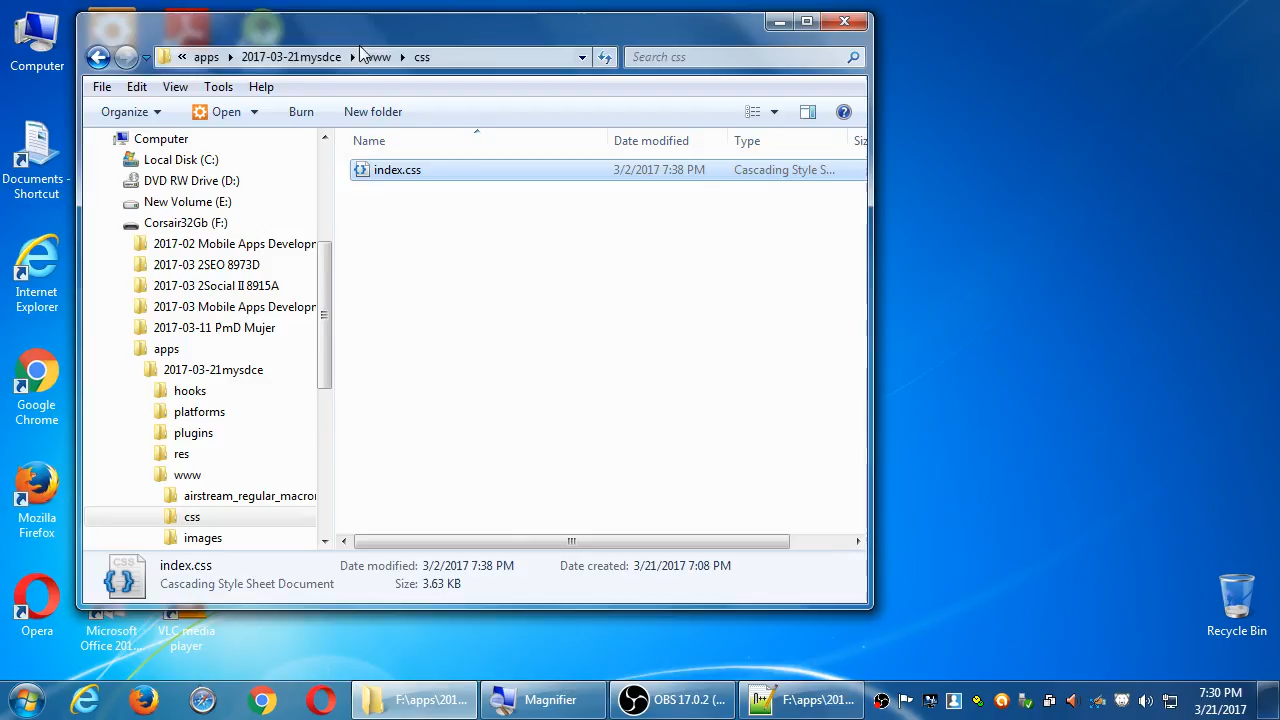 Computer
Documents -
Shortcut
Internet
Explorer
Google
Chrome
Mozilla
Firefox
Opera
Microsoft
Office 201...
VLC media
player
Recycle Bin
« apps 2017-03-21mysdce www css
Search css
File Edit View Tools Help
Organize Open Burn New folder
Computer
Local Disk (C:)
DVD RW Drive (D:)
New Volume (E:)
Corsair32Gb (F:)
2017-02 Mobile Apps Developr
2017-03 2SEO 8973D
2017-03 2Social II 8915A
2017-03 Mobile Apps Developr
2017-03-11 PmD Mujer
apps
2017-03-21mysdce
hooks
platforms
plugins
res
www
airstream_regular_macror
css
images
Name Date modified Type Siz
index.css 3/2/2017 7:38 PM Cascading Style S...
CSS
index.css Date modified: 3/2/2017 7:38 PM Date created: 3/21/2017 7:08 PM
Cascading Style Sheet Document Size: 3.63 KB
F:\apps\201... Magnifier OBS 17.0.2 (... F:\apps\201...
7:30 PM
3/21/2017